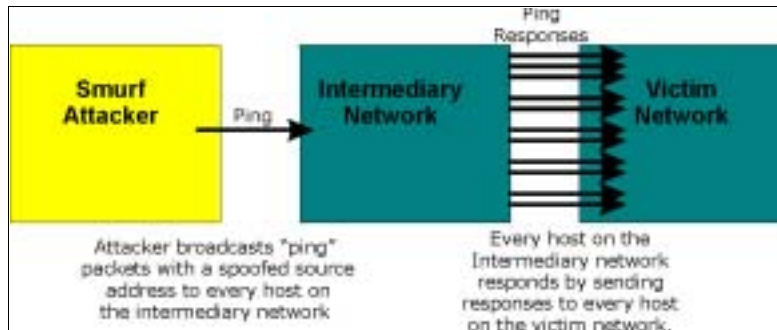 Ping
Responses
Smurf
Attacker
Ping
Intermediary
Network
Victim
Network
Attacker broadcasts "ping"
packets with a spoofed source
address to every host on
the intermediary network
Every host on the
Intermediary network
responds by sending
responses to every host
on the victim network.